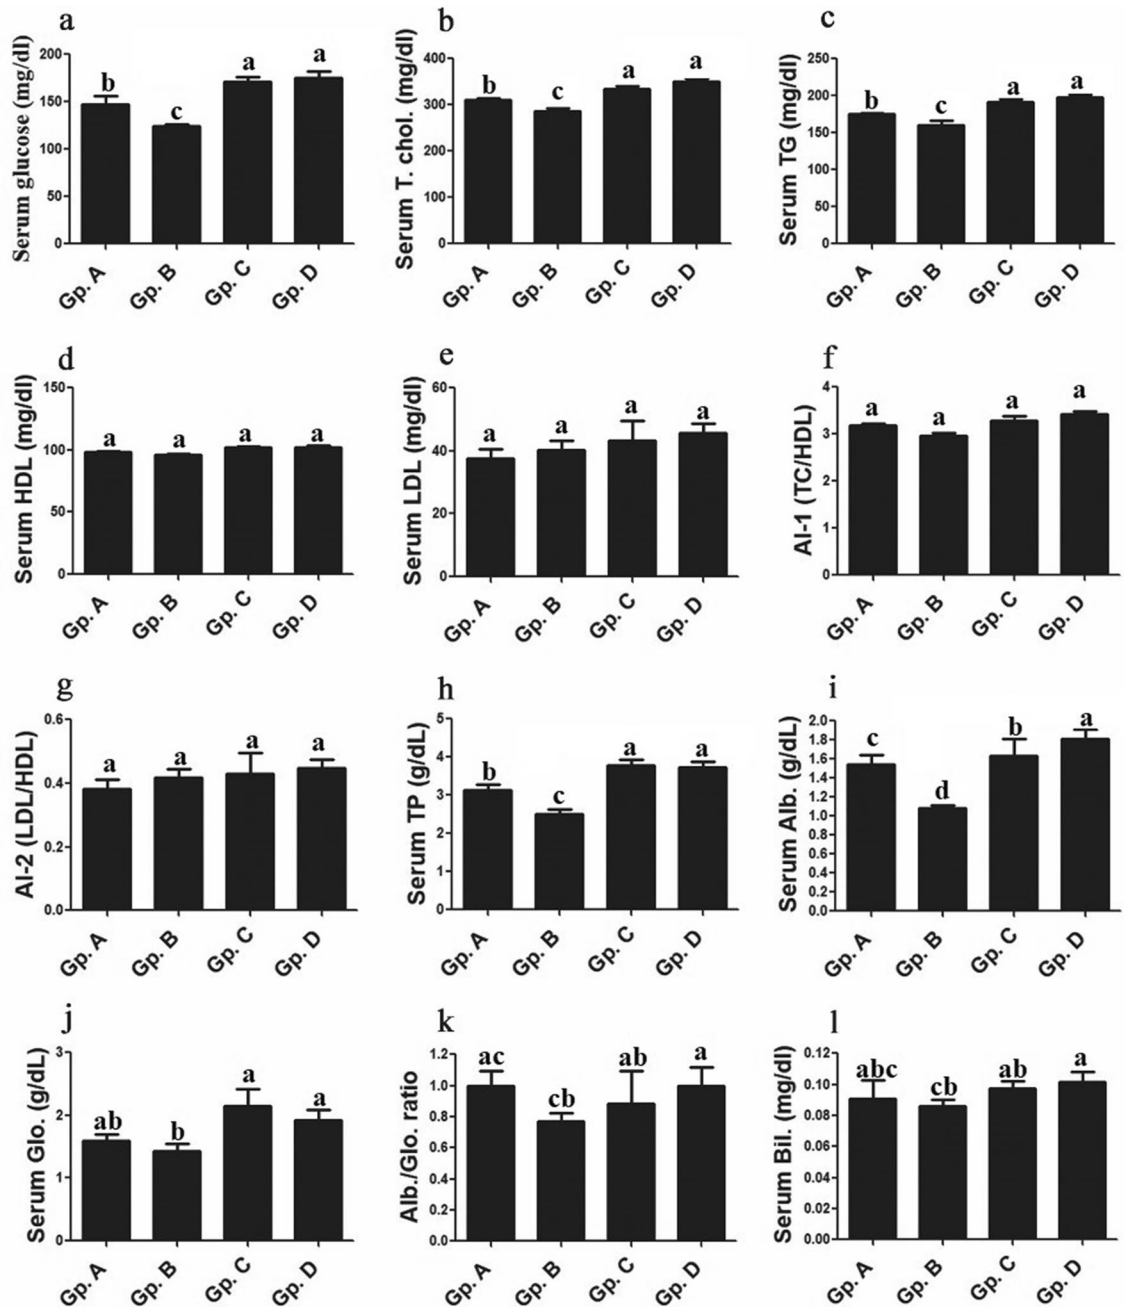 a
Serum glucose (mg/dl)
200
150
100
50
0
b
c
a
a
Gp. A
Gp. B
Gp. C
Gp. D
b
Serum T. chol. (mg/dl)
400
300
200
100
0
b
c
a
a
Gp. A
Gp. B
Gp. C
Gp. D
c
Serum TG (mg/dl)
250
200
150
100
50
0
b
c
a
a
Gp. A
Gp. B
Gp. C
Gp. D
d
Serum HDL (mg/dl)
150
100
50
0
a
a
a
a
Gp. A
Gp. B
Gp. C
Gp. D
e
Serum LDL (mg/dl)
60
40
20
0
a
a
a
a
Gp. A
Gp. B
Gp. C
Gp. D
f
AI-1 (TC/HDL)
4
3
2
1
0
a
a
a
a
Gp. A
Gp. B
Gp. C
Gp. D
g
AI-2 (LDL/HDL)
0.6
0.4
0.2
0.0
a
a
a
a
Gp. A
Gp. B
Gp. C
Gp. D
h
Serum TP (g/dL)
5
4
3
2
1
0
b
c
a
a
Gp. A
Gp. B
Gp. C
Gp. D
i
Serum Alb. (g/dL)
2.0
1.8
1.6
1.4
1.2
1.0
0.8
0.6
0.4
0.2
0.0
c
d
b
a
Gp. A
Gp. B
Gp. C
Gp. D
j
Serum Glo. (g/dL)
3
2
1
0
ab
b
a
a
Gp. A
Gp. B
Gp. C
Gp. D
k
Alb./Glo. ratio
1.2
1.0
0.8
0.6
0.4
0.2
0.0
ac
cb
ab
a
Gp. A
Gp. B
Gp. C
Gp. D
l
Serum Bil. (mg/dl)
0.12
0.10
0.08
0.06
0.04
0.02
0.00
abc
cb
ab
a
Gp. A
Gp. B
Gp. C
Gp. D